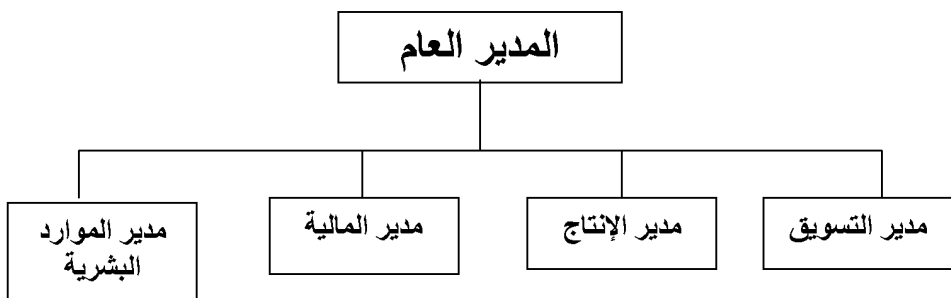 المدير العام
مدير التسويق
مدير الإنتاج
مدير المالية
مدير الموارد
البشرية